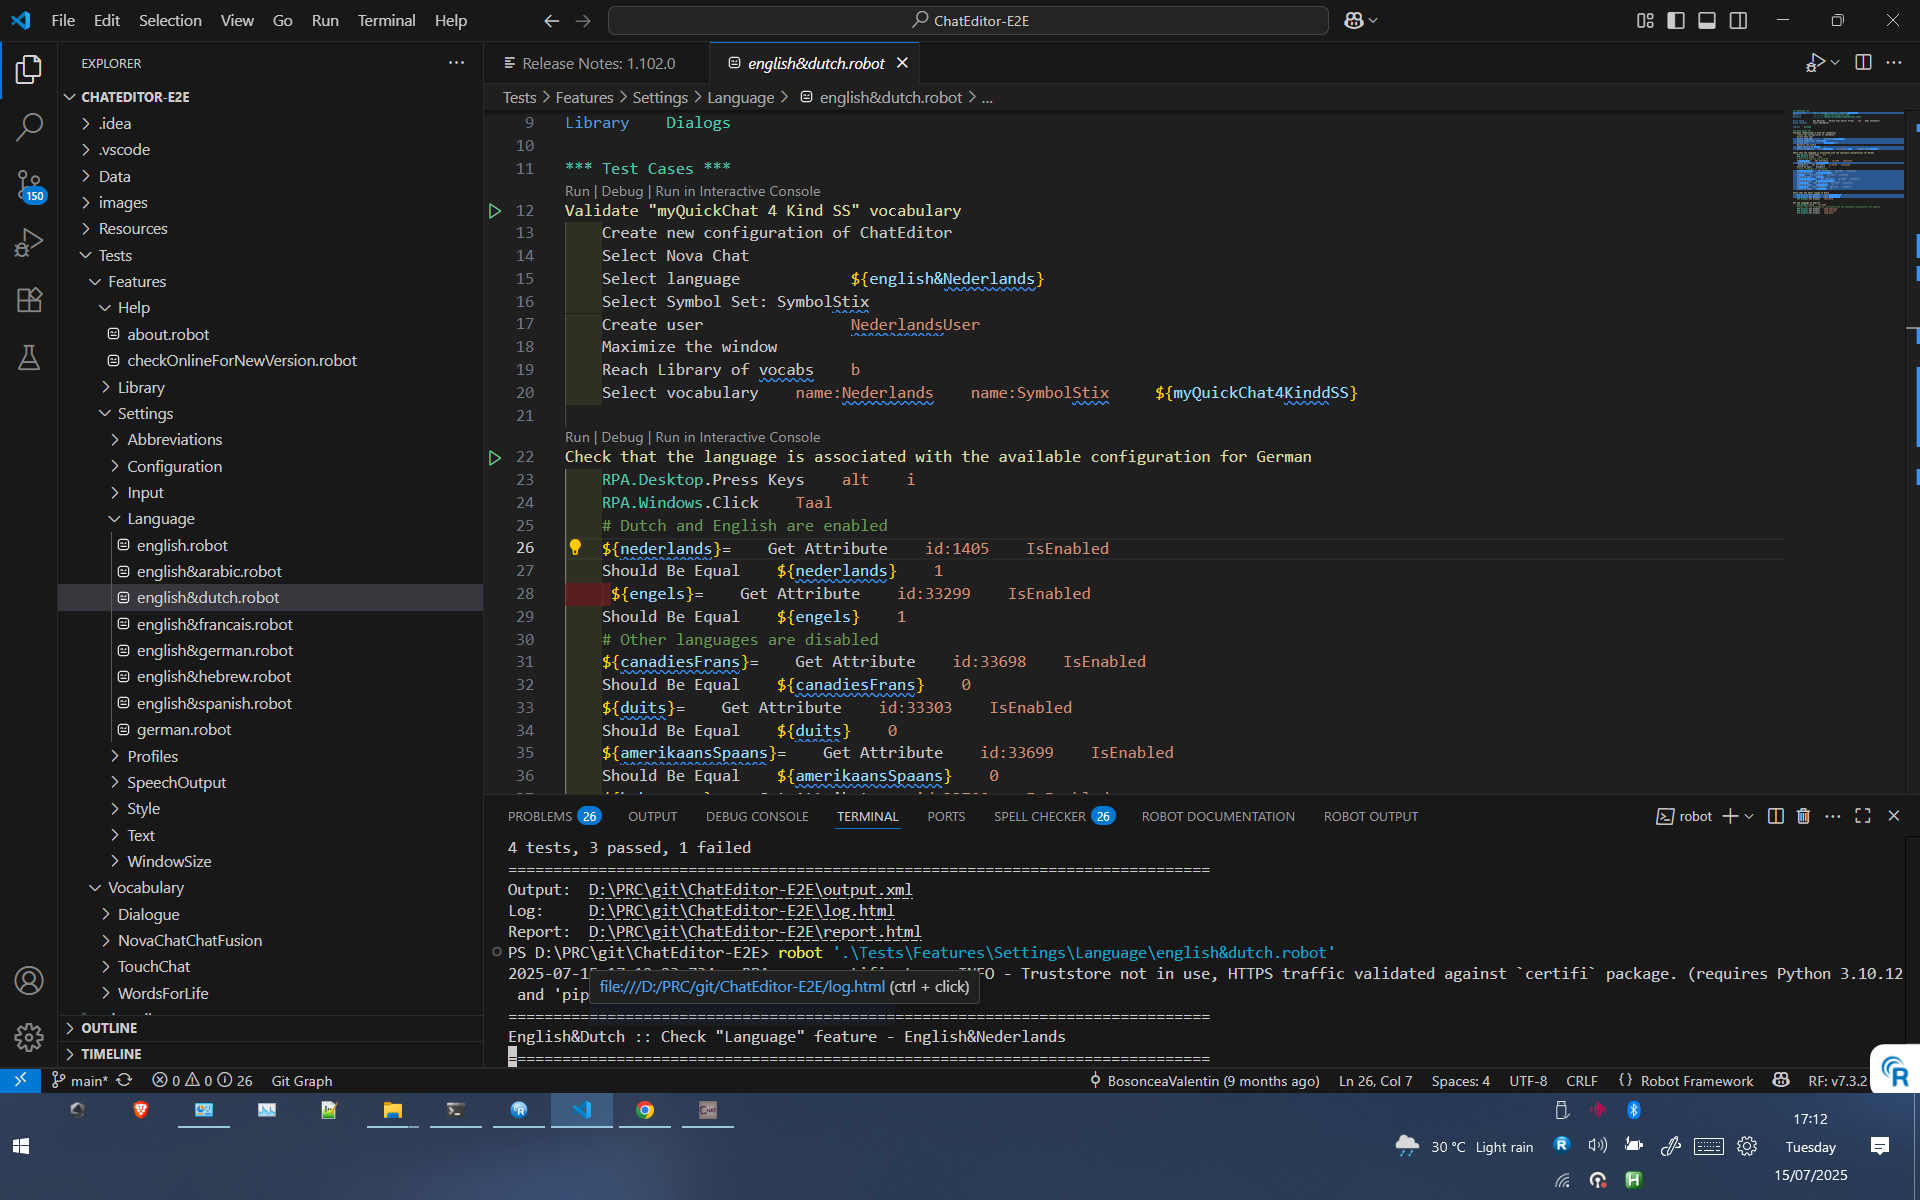 File Edit Selection View Go Run Terminal Help
ChatEditor-E2E
EXPLORER
CHATEDITOR-E2E
.idea
.vscode
Data
images
Resources
Tests
Features
Help
about.robot
checkOnlineForNewVersion.robot
Library
Settings
Abbreviations
Configuration
Input
Language
english.robot
english&arabic.robot
english&dutch.robot
english&francais.robot
english&german.robot
english&hebrew.robot
english&spanish.robot
german.robot
Profiles
SpeechOutput
Style
Text
WindowSize
Vocabulary
Dialogue
NovaChatChatFusion
TouchChat
WordsForLife
OUTLINE
TIMELINE
150
Release Notes: 1.102.0
english&dutch.robot
Tests > Features > Settings > Language > english&dutch.robot > ...
9 Library Dialogs
10
11 *** Test Cases ***
Run | Debug | Run in Interactive Console
12 Validate "myQuickChat 4 Kind SS" vocabulary
13 Create new configuration of ChatEditor
14 Select Nova Chat
15 Select language ${english&Nederlands}
16 Select Symbol Set: SymbolStix
17 Create user NederlandsUser
18 Maximize the window
19 Reach Library of vocabs b
20 Select vocabulary name:Nederlands name:SymbolStix ${myQuickChat4KinddSS}
21
Run | Debug | Run in Interactive Console
22 Check that the language is associated with the available configuration for German
23 RPA.Desktop.Press Keys alt i
24 RPA.Windows.Click Taal
25 # Dutch and English are enabled
26 ${nederlands}= Get Attribute id:1405 IsEnabled
27 Should Be Equal ${nederlands} 1
28 ${engels}= Get Attribute id:33299 IsEnabled
29 Should Be Equal ${engels} 1
30 # Other languages are disabled
31 ${canadiesFrans}= Get Attribute id:33698 IsEnabled
32 Should Be Equal ${canadiesFrans} 0
33 ${duits}= Get Attribute id:33303 IsEnabled
34 Should Be Equal ${duits} 0
35 ${amerikaansSpaans}= Get Attribute id:33699 IsEnabled
36 Should Be Equal ${amerikaansSpaans} 0
PROBLEMS 26 OUTPUT DEBUG CONSOLE TERMINAL PORTS SPELL CHECKER 26 ROBOT DOCUMENTATION ROBOT OUTPUT
robot
4 tests, 3 passed, 1 failed
==============================================================================
Output: D:\PRC\git\ChatEditor-E2E\output.xml
Log: D:\PRC\git\ChatEditor-E2E\log.html
Report: D:\PRC\git\ChatEditor-E2E\report.html
PS D:\PRC\git\ChatEditor-E2E> robot '.\Tests\Features\Settings\Language\english&dutch.robot'
- Truststore not in use, HTTPS traffic validated against `certifi` package. (requires Python 3.10.12
and 'pip
file:///D:/PRC/git/ChatEditor-E2E/log.html (ctrl + click)
==============================================================================
English&Dutch :: Check "Language" feature - English&Nederlands
==============================================================================
main* 0 0 26 Git Graph
BosonceaValentin (9 months ago) Ln 26, Col 7 Spaces: 4 UTF-8 CRLF {} Robot Framework RF: v7.3.2
17:12
30 °C Light rain
Tuesday
15/07/2025